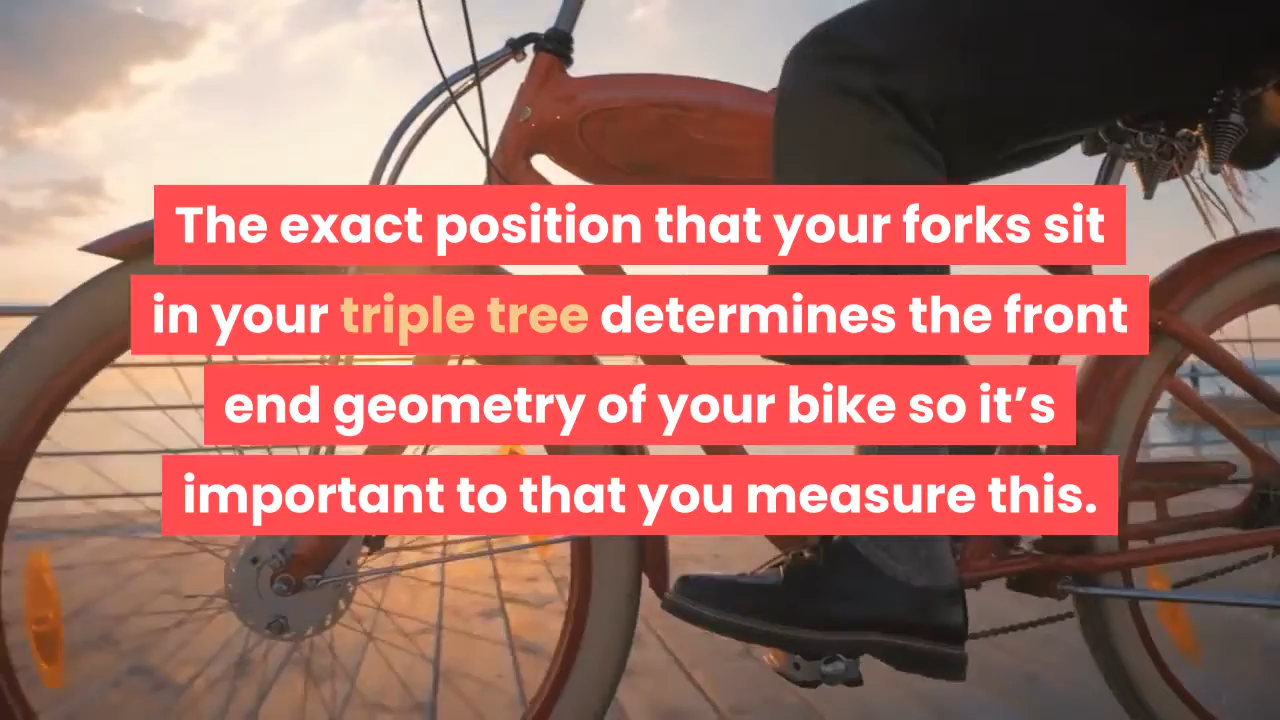 The exact position that your forks sit
in your triple tree determines the front
end geometry of your bike so it’s
important to that you measure this.